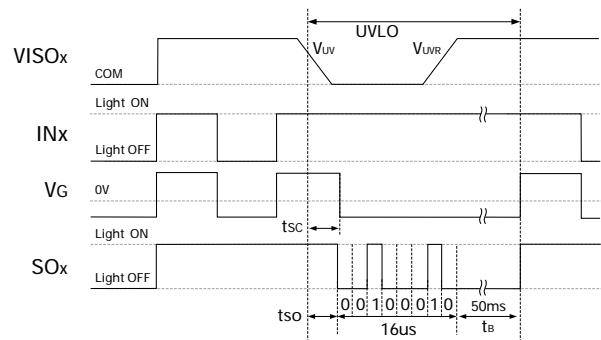 UVLO
VISOx
VUV
VUVR
COM
Light ON
INx
Light OFF
VG
0V
tSC
Light ON
SOx
Light OFF
0 0 1 0 0 0 1 0
50ms
tSO
16us
tB